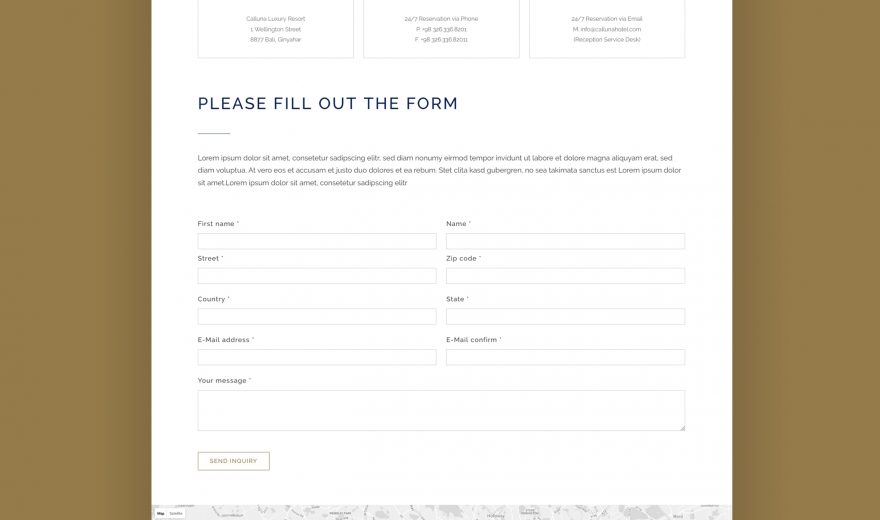 Calluna Luxury Resort
1 Wellington Street
8877 Bali, Ginyahar
24/7 Reservation via Phone
P: +98 326.336.8201
F: +98 326.336.82011
24/7 Reservation via Email
M: info@callunahotel.com
(Reception Service Desk)
PLEASE FILL OUT THE FORM
Lorem ipsum dolor sit amet, consetetur sadipscing elitr, sed diam nonumy eirmod tempor invidunt ut labore et dolore magna aliquyam erat, sed
diam voluptua. At vero eos et accusam et justo duo dolores et ea rebum. Stet clita kasd gubergren, no sea takimata sanctus est Lorem ipsum dolor
sit amet.Lorem ipsum dolor sit amet, consetetur sadipscing elitr
First name *
Name *
Street *
Zip code *
Country *
State *
E-Mail address *
E-Mail confirm *
Your message *
SEND INQUIRY
Map
Satellite